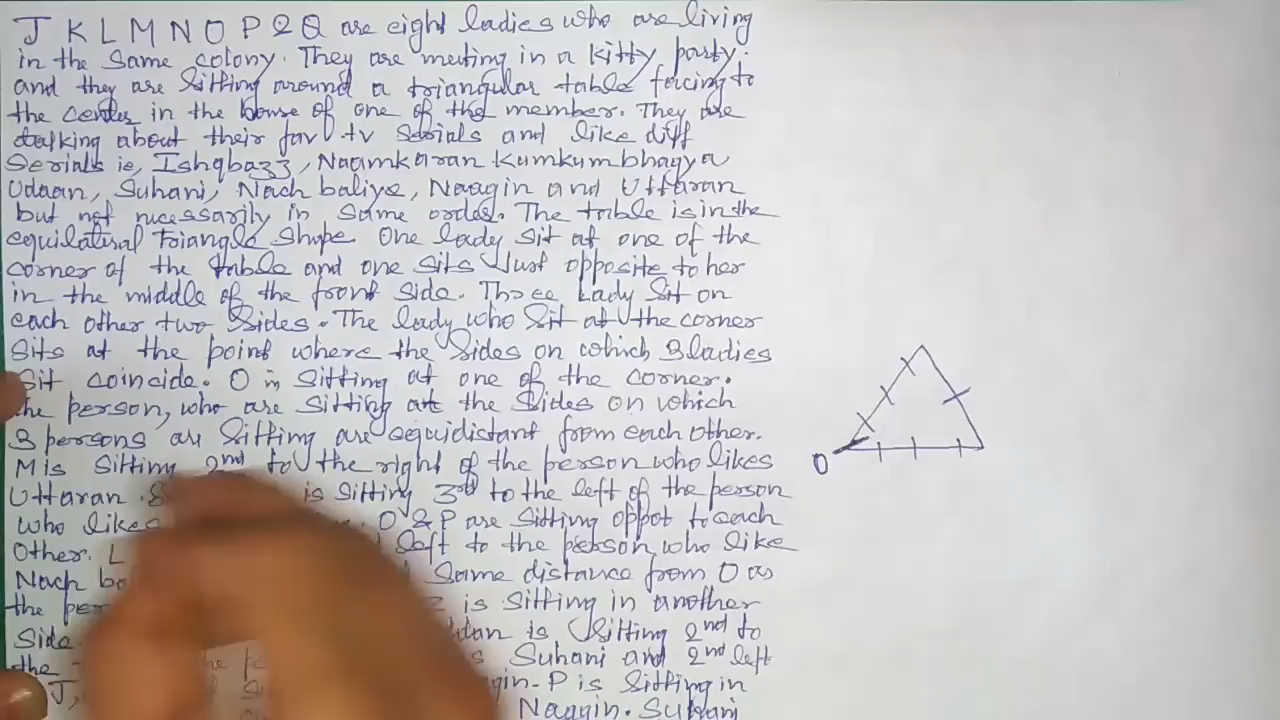 J K L M N O P & Q are eight ladies who are living
in the same colony. They are meeting in a kitty party.
and they are sitting around a triangular table facing to
the center in the house of one of the member. They are
talking about their fav tv serials and like diff
serials ie, Ishqbazz, Naamkaran Kumkumbhagya
Udaan, Suhani, Nach baliye, Naagin and Uttaran
but not necessarily in same order. The table is in the
equilateral triangle shape. One lady sit at one of the
corner of the table and one sits Just opposite to her
in the middle of the front side. Three Lady Sit on
each other two sides. The lady who sit at the corner
Sits at the point where the sides on which 3 ladies
Sit coincide. O is sitting at one of the corner.
the person, who are sitting at the sides on which
3 persons are sitting are equidistant from each other.
M is sitting 2nd to the right of the person who likes
Uttaran. is sitting 3rd to the left of the person
who likes O & P are sitting oppot to each
Other. L left to the person who like
Nach same distance from O as
the is sitting in another
Side. is sitting 2nd to
the Suhani and 2nd left
J, P is sitting in
Naagin. Suhani
O